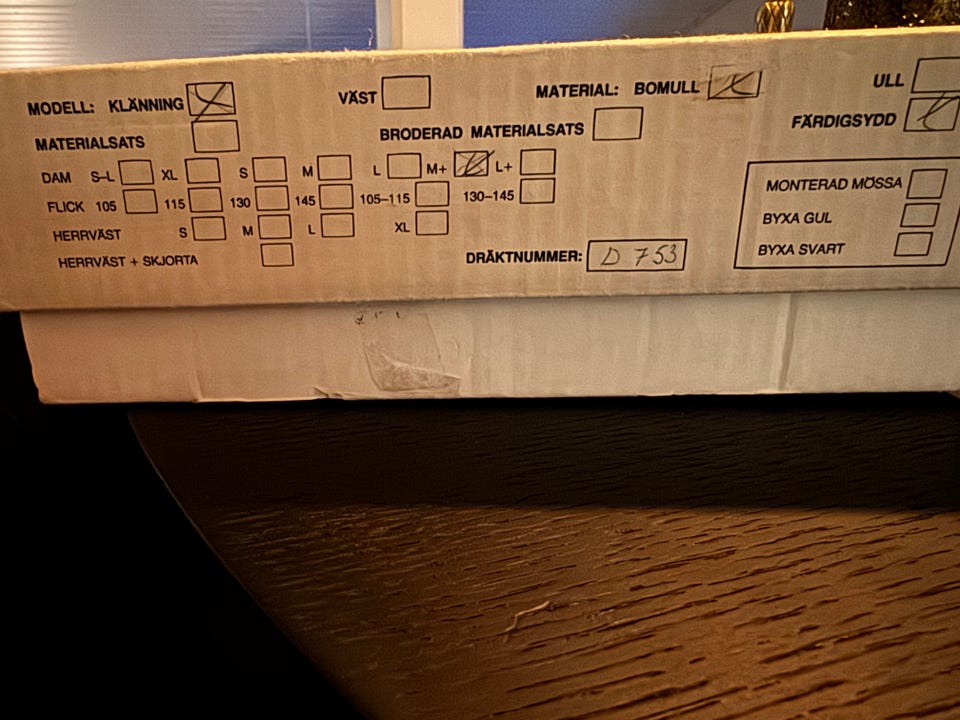 MODELL: KLÄNNING VÄST MATERIAL: BOMULL ULL
MATERIALSATS BRODERAD MATERIALSATS FÄRDIGSYDD
DAM S-L XL S M L M+ L+
FLICK 105 115 130 145 105-115 130-145
HERRVÄST S M L XL
HERRVÄST + SKJORTA
DRÄKTNUMMER: D 753
MONTERAD MÖSSA
BYXA GUL
BYXA SVART